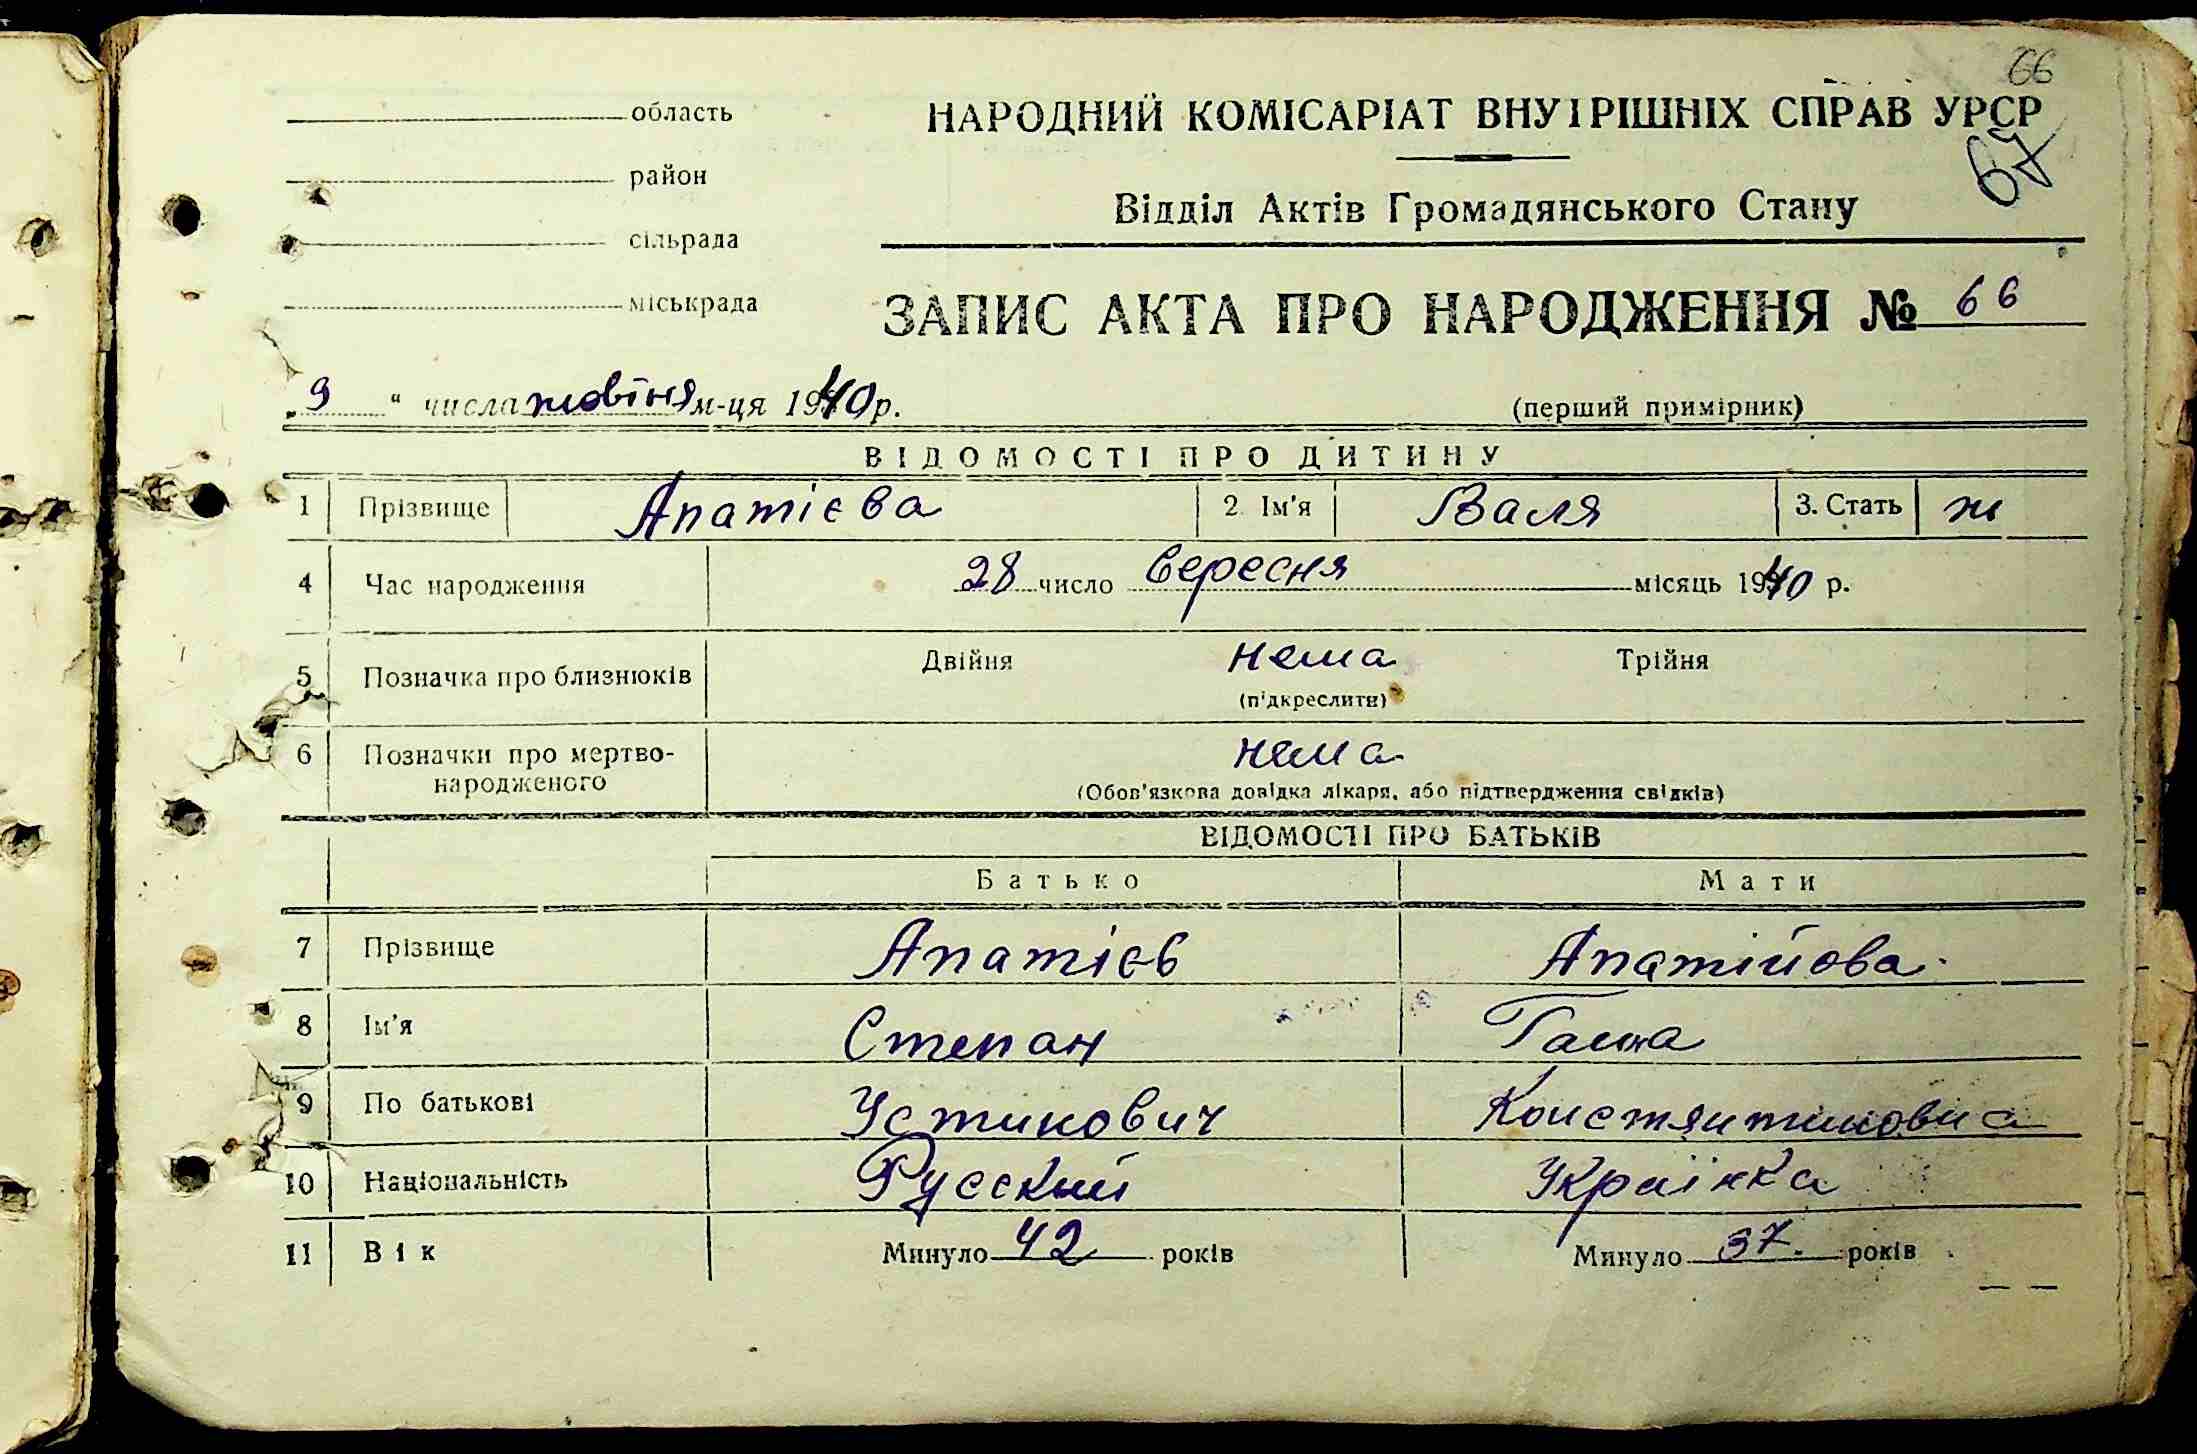 66
область
НАРОДНИЙ КОМІСАРІАТ ВНУТРІШНІХ СПРАВ УРСР
67
район
Відділ Актів Громадянського Стану
сільрада
міськрада
ЗАПИС АКТА ПРО НАРОДЖЕННЯ № 66
„ 9 “ числа жовтня м-ця 1940 р.
(перший примірник)
ВІДОМОСТІ ПРО ДИТИНУ
1 Прізвище Апатієва 2. Ім'я Валя 3. Стать ж
4 Час народження 28 число Вересня місяць 1940 р.
5 Позначка про близнюків Двійня нема Трійня
(підкреслити)
6 Позначки про мертво-
народженого нема
(Обов'язкова довідка лікаря, або підтвердження свідків)
ВІДОМОСТІ ПРО БАТЬКІВ
Батько Мати
7 Прізвище Апатієв Апатійова
8 Ім'я Степан Ганна
9 По батькові Устинович Констянтиновна
10 Національність Русский Українка
11 Вік Минуло 42 років Минуло 37 років